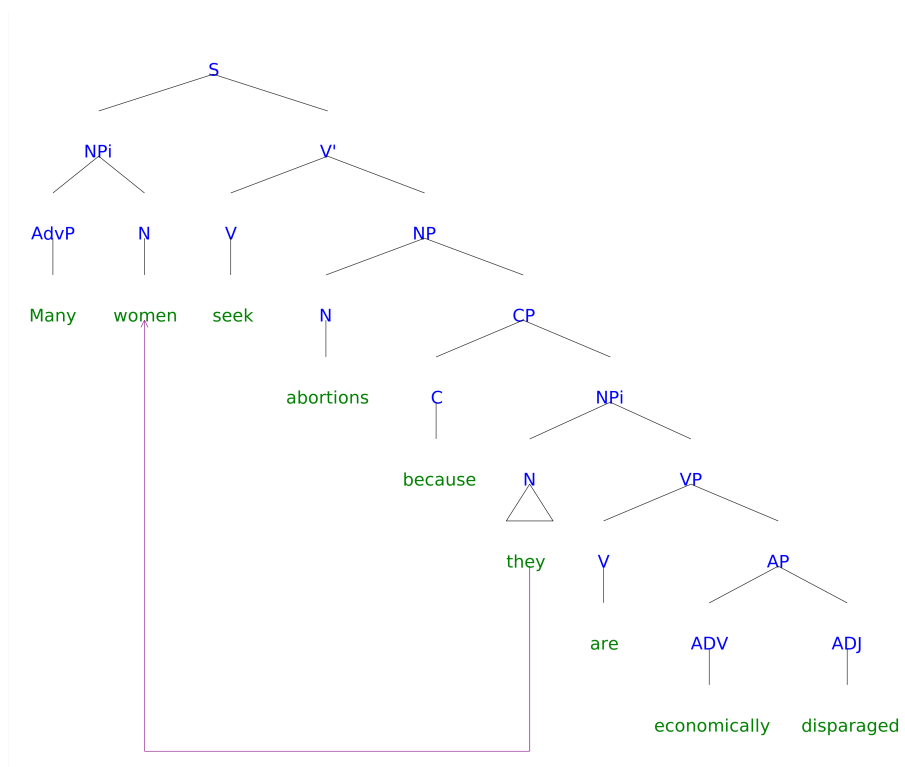 S
NPi V'
AdvP N V NP
Many women seek N CP
abortions C NPi
because N VP
they V AP
are ADV ADJ
economically disparaged